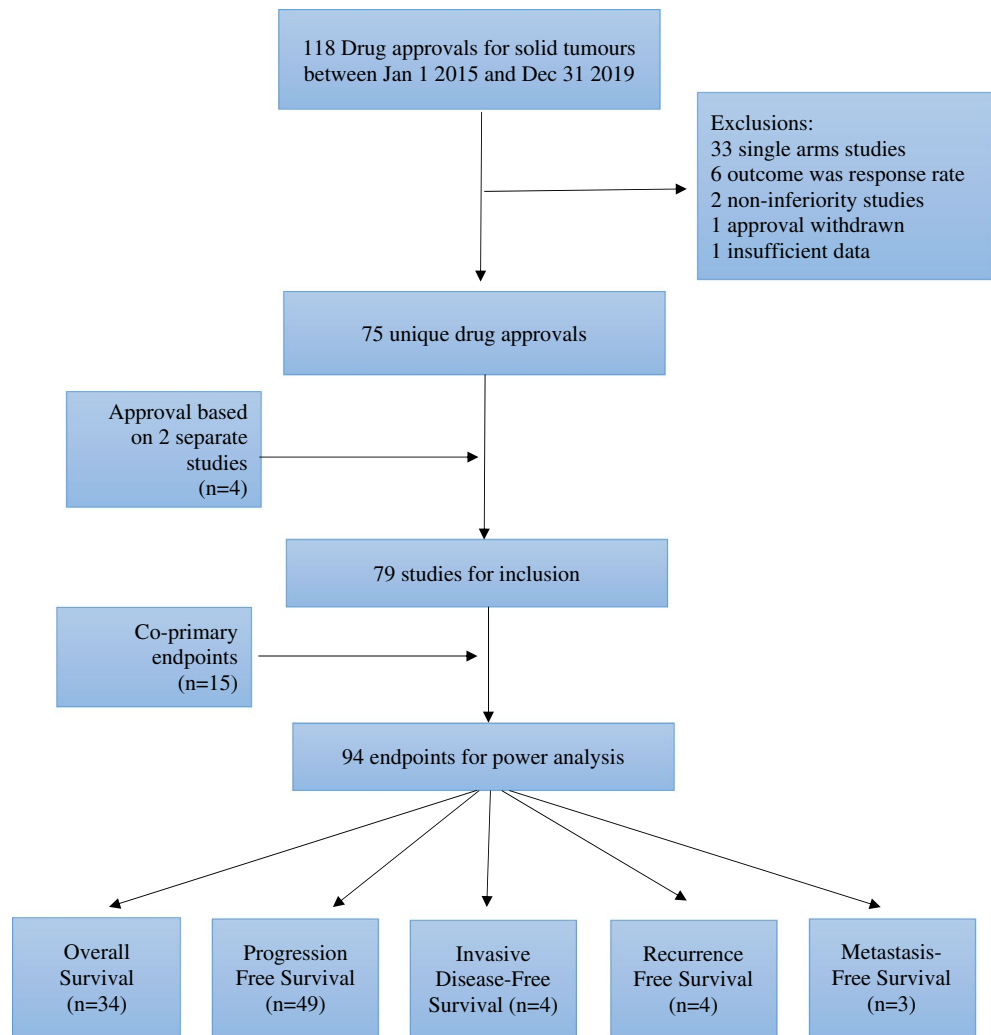 118 Drug approvals for solid tumours
between Jan 1 2015 and Dec 31 2019
Exclusions:
33 single arms studies
6 outcome was response rate
2 non-inferiority studies
1 approval withdrawn
1 insufficient data
75 unique drug approvals
Approval based
on 2 separate
studies
(n=4)
79 studies for inclusion
Co-primary
endpoints
(n=15)
94 endpoints for power analysis
Overall
Survival
(n=34)
Progression
Free Survival
(n=49)
Invasive
Disease-Free
Survival (n=4)
Recurrence
Free Survival
(n=4)
Metastasis-
Free Survival
(n=3)